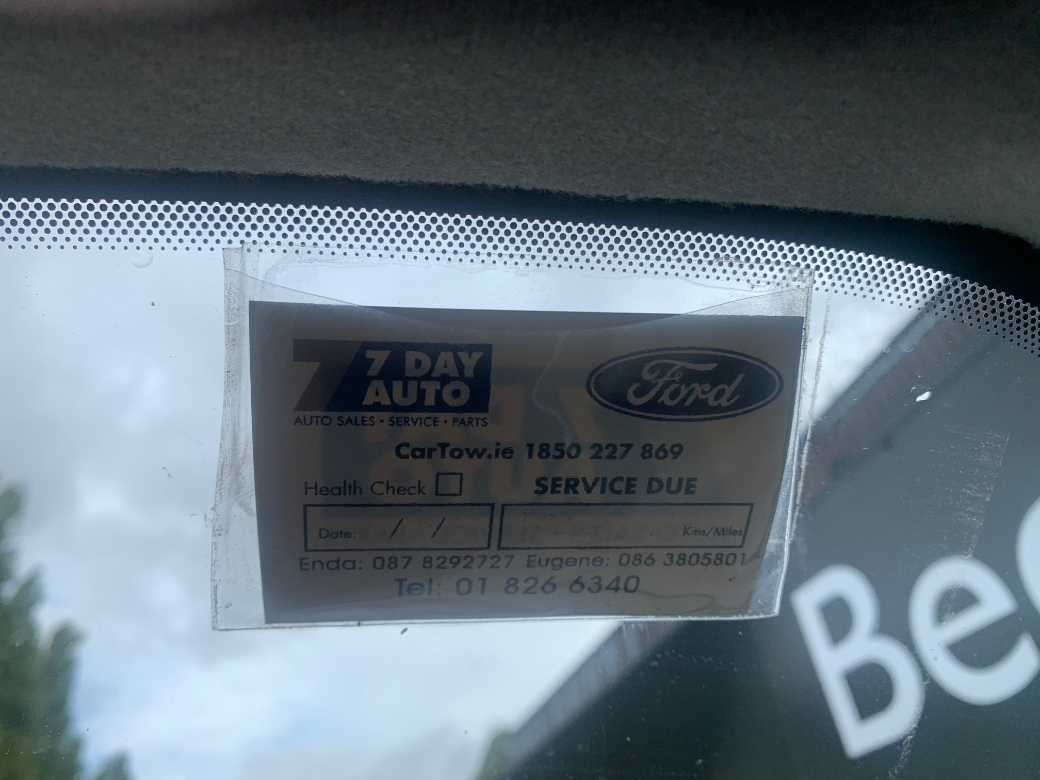 7 DAY
AUTO
AUTO SALES • SERVICE • PARTS
Ford
CarTow.ie 1850 227 869
Health Check
SERVICE DUE
Date: / /
Kms/Miles
Enda: 087 8292727 Eugene: 086 3805801
Tel: 01 826 6340
Be